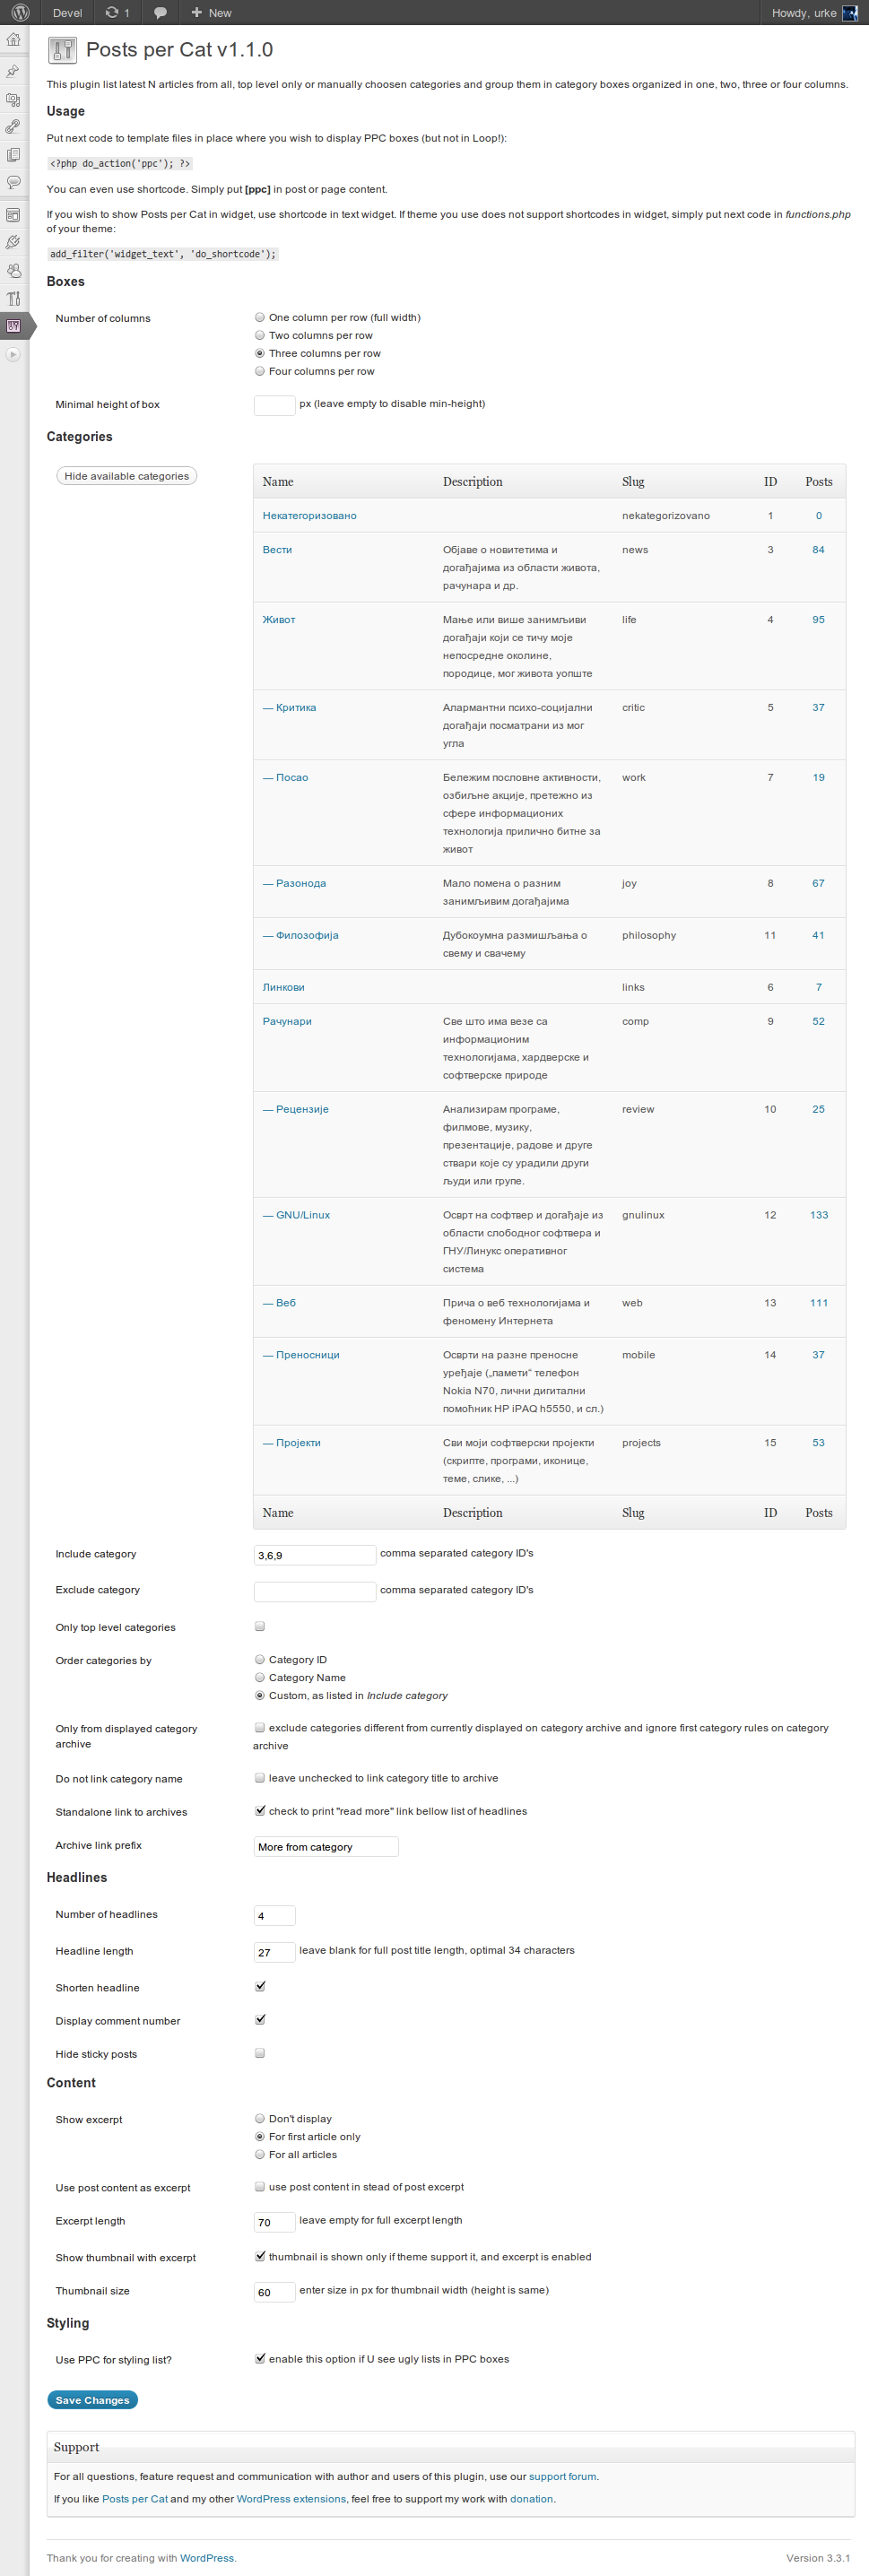 Devel 1 New Howdy, urke
Posts per Cat v1.1.0
This plugin list latest N articles from all, top level only or manually choosen categories and group them in category boxes organized in one, two, three or four columns.
Usage
Put next code to template files in place where you wish to display PPC boxes (but not in Loop!):
<?php do_action('ppc'); ?>
You can even use shortcode. Simply put [ppc] in post or page content.
If you wish to show Posts per Cat in widget, use shortcode in text widget. If theme you use does not support shortcodes in widget, simply put next code in functions.php
of your theme:
add_filter('widget_text', 'do_shortcode');
Boxes
Number of columns
One column per row (full width)
Two columns per row
Three columns per row
Four columns per row
Minimal height of box px (leave empty to disable min-height)
Categories
Hide available categories
Name Description Slug ID Posts
Некатегоризовано nekategorizovano 1 0
Вести Објаве о новитетима и news 3 84
догађајима из области живота,
рачунара и др.
Живот Мање или више занимљиви life 4 95
догађаји који се тичу моје
непосредне околине,
породице, мог живота уопште
— Критика Алармантни психо-социјални critic 5 37
догађаји посматрани из мог
угла
— Посао Бележим пословне активности, work 7 19
озбиљне акције, претежно из
сфере информационих
технологија прилично битне за
живот
— Разонода Мало помена о разним joy 8 67
занимљивим догађајима
— Филозофија Дубокоумна размишљања о philosophy 11 41
свему и свачему
Линкови links 6 7
Рачунари Све што има везе са comp 9 52
информационим
технологијама, хардверске и
софтверске природе
— Рецензије Анализирам програме, review 10 25
филмове, музику,
презентације, радове и друге
ствари које су урадили други
људи или групе.
— GNU/Linux Осврт на софтвер и догађаје из gnulinux 12 133
области слободног софтвера и
ГНУ/Линукс оперативног
система
— Веб Прича о веб технологијама и web 13 111
феномену Интернета
— Преносници Осврти на разне преносне mobile 14 37
уређаје („памети“ телефон
Nokia N70, лични дигитални
помоћник HP iPAQ h5550, и сл.)
— Пројекти Сви моји софтверски пројекти projects 15 53
(скрипте, програми, иконице,
теме, слике, ...)
Name Description Slug ID Posts
Include category 3,6,9 comma separated category ID's
Exclude category comma separated category ID's
Only top level categories
Order categories by
Category ID
Category Name
Custom, as listed in Include category
Only from displayed category
archive
exclude categories different from currently displayed on category archive and ignore first category rules on category
archive
Do not link category name leave unchecked to link category title to archive
Standalone link to archives check to print "read more" link bellow list of headlines
Archive link prefix More from category
Headlines
Number of headlines 4
Headline length 27 leave blank for full post title length, optimal 34 characters
Shorten headline
Display comment number
Hide sticky posts
Content
Show excerpt
Don't display
For first article only
For all articles
Use post content as excerpt use post content in stead of post excerpt
Excerpt length 70 leave empty for full excerpt length
Show thumbnail with excerpt thumbnail is shown only if theme support it, and excerpt is enabled
Thumbnail size 60 enter size in px for thumbnail width (height is same)
Styling
Use PPC for styling list? enable this option if U see ugly lists in PPC boxes
Save Changes
Support
For all questions, feature request and communication with author and users of this plugin, use our support forum.
If you like Posts per Cat and my other WordPress extensions, feel free to support my work with donation.
Thank you for creating with WordPress. Version 3.3.1